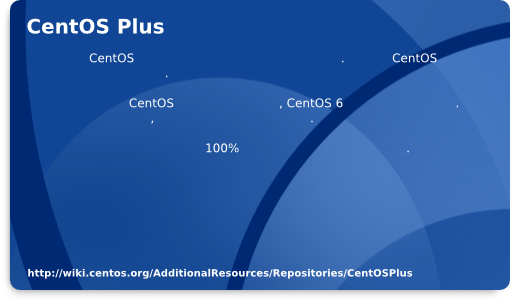 CentOS Plus
CentOS . CentOS
.
CentOS , CentOS 6 .
, .
100% .
http://wiki.centos.org/AdditionalResources/Repositories/CentOSPlus